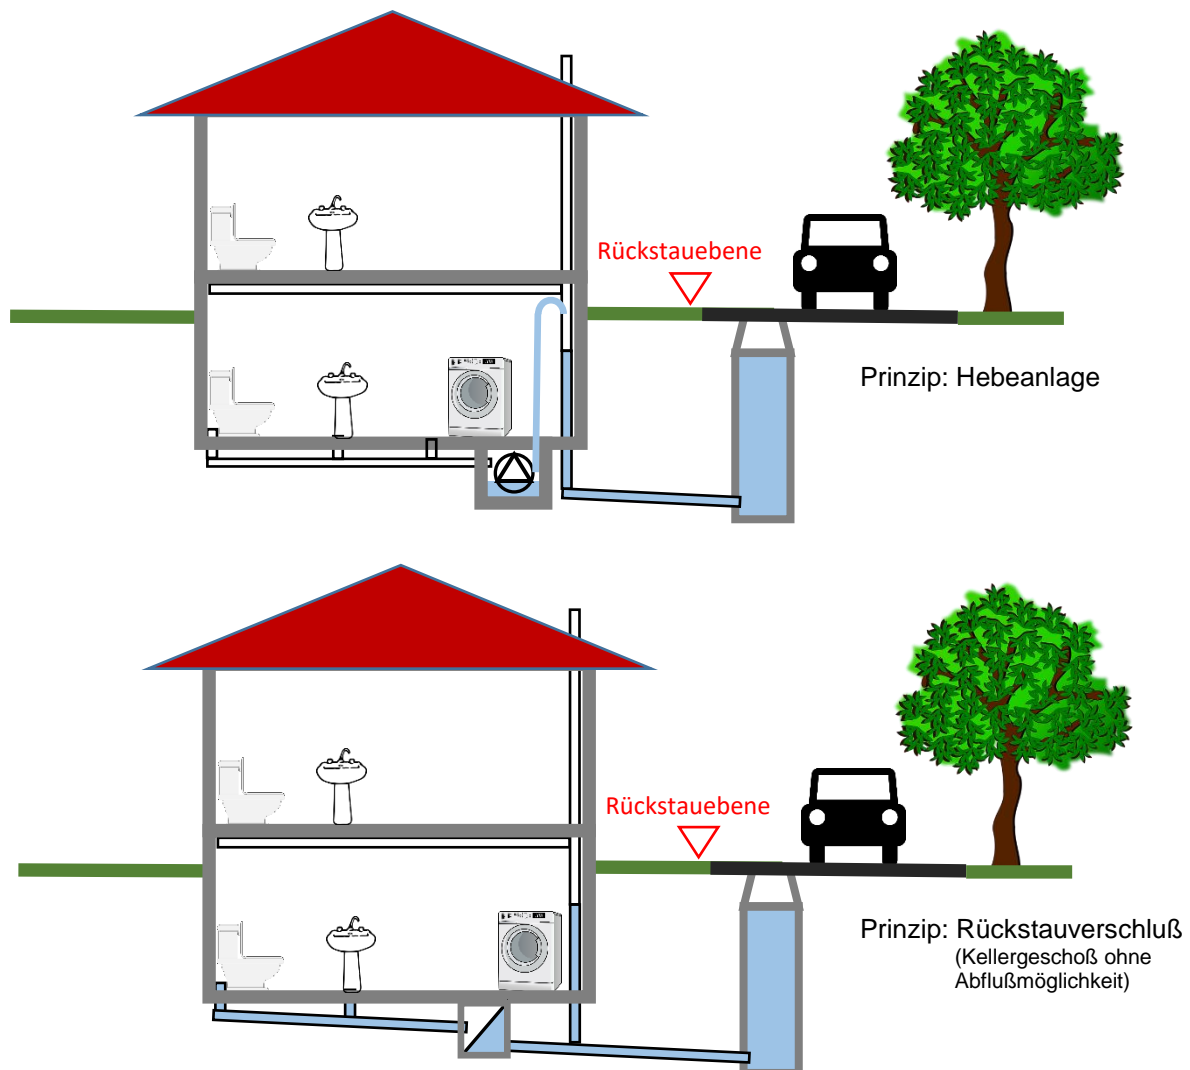 Rückstauebene
Prinzip: Hebeanlage
Rückstauebene
Prinzip: Rückstauverschluß
(Kellergeschoß ohne
Abflußmöglichkeit)